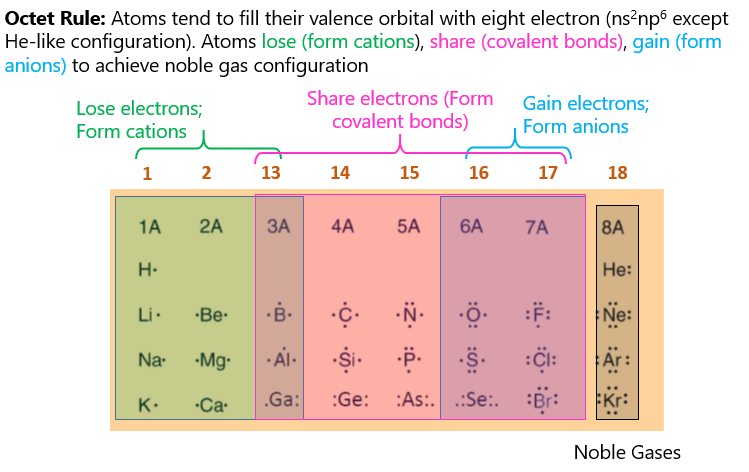 Octet Rule: Atoms tend to fill their valence orbital with eight electron (ns²np⁶ except
He-like configuration). Atoms lose (form cations), share (covalent bonds), gain (form
anions) to achieve noble gas configuration
Lose electrons;
Form cations
Share electrons (Form
covalent bonds)
Gain electrons;
Form anions
1 2 13 14 15 16 17 18
1A 2A 3A 4A 5A 6A 7A 8A
H· He:
Li· ·Be· ·B· ·C· ·N· ·O· :F: :Ne:
Na· ·Mg· ·Al· ·Si· ·P· ·S· :Cl: :Ar:
K· ·Ca· .Ga: :Ge: :As:. .:Se:. :Br: :Kr:
Noble Gases